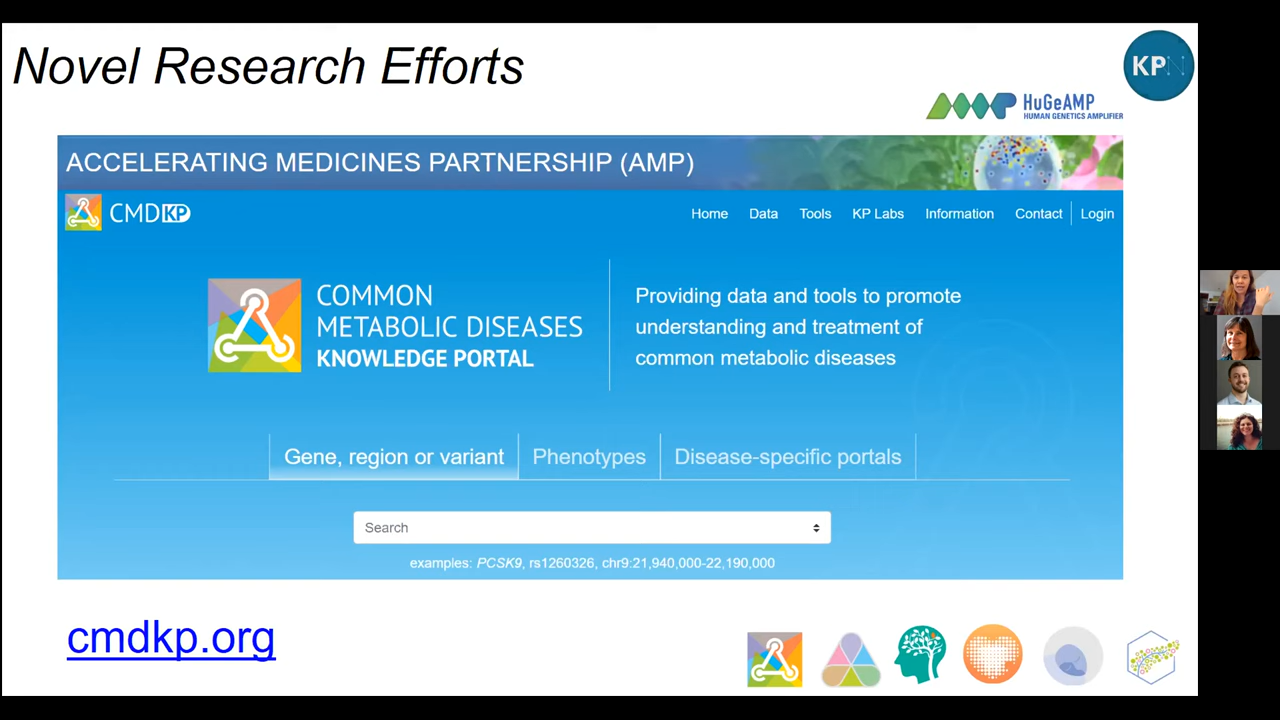 Novel Research Efforts
KPN
HuGeAMP
HUMAN GENETICS AMPLIFIER
ACCELERATING MEDICINES PARTNERSHIP (AMP)
CMDKP
Home Data Tools KP Labs Information Contact Login
COMMON
METABOLIC DISEASES
KNOWLEDGE PORTAL
Providing data and tools to promote
understanding and treatment of
common metabolic diseases
Gene, region or variant Phenotypes Disease-specific portals
Search
examples: PCSK9, rs1260326, chr9:21,940,000-22,190,000
cmdkp.org